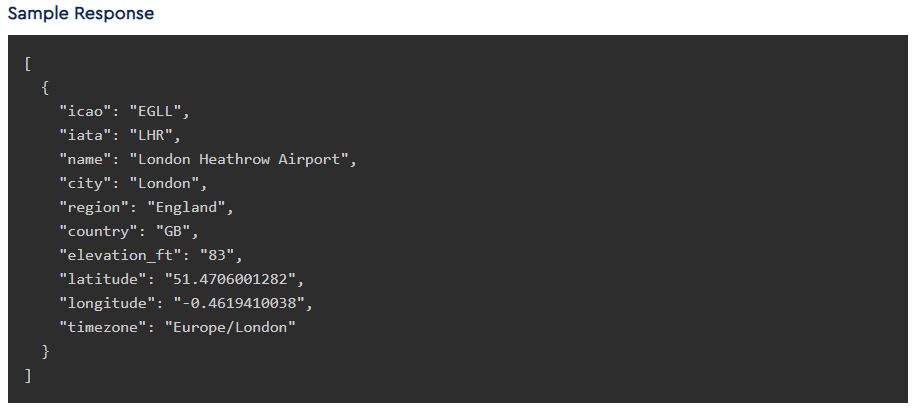 Sample Response
[
  {
    "icao": "EGLL",
    "iata": "LHR",
    "name": "London Heathrow Airport",
    "city": "London",
    "region": "England",
    "country": "GB",
    "elevation_ft": "83",
    "latitude": "51.4706001282",
    "longitude": "-0.4619410038",
    "timezone": "Europe/London"
  }
]